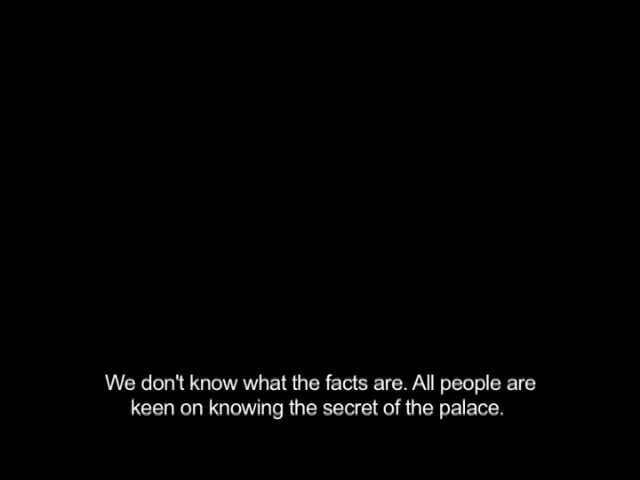 We don't know what the facts are. All people are
keen on knowing the secret of the palace.